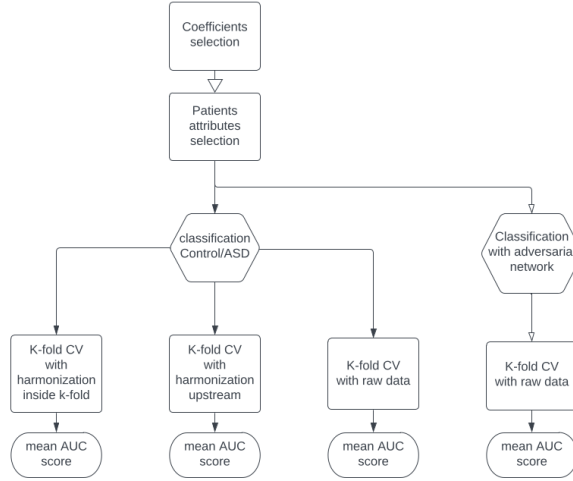 Coefficients
selection
Patients
attributes
selection
classification
Control/ASD
Classification
with adversaria
network
K-fold CV
with
harmonization
inside k-fold
K-fold CV
with
harmonization
upstream
K-fold CV
with raw data
K-fold CV
with raw data
mean AUC
score
mean AUC
score
mean AUC
score
mean AUC
score